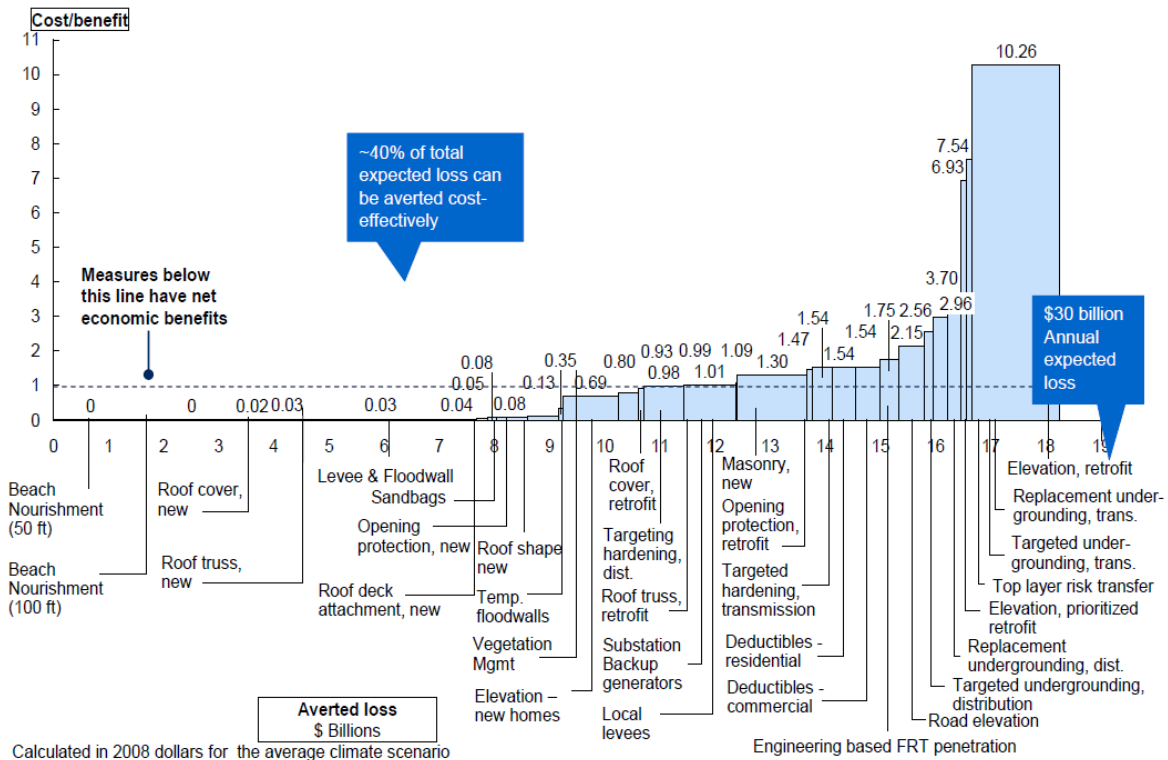 Cost/benefit
11
10
9
8
7
6
5
4
3
2
1
0
~40% of total
expected loss can
be averted cost-
effectively
Measures below
this line have net
economic benefits
$30 billion
Annual
expected
loss
0
0
0.02
0.03
0.03
0.04
0.05
0.08
0.08
0.13
0.35
0.69
0.80
0.93
0.98
0.99
1.01
1.09
1.30
1.47
1.54
1.54
1.54
1.75
2.15
2.56
2.96
3.70
6.93
7.54
10.26
0 1 2 3 4 5 6 7 8 9 10 11 12 13 14 15 16 17 18 19
Beach
Nourishment
(50 ft)
Beach
Nourishment
(100 ft)
Roof cover,
new
Roof truss,
new
Levee & Floodwall
Sandbags
Opening
protection, new
Roof deck
attachment, new
Roof shape
new
Temp.
floodwalls
Vegetation
Mgmt
Elevation –
new homes
Roof
cover,
retrofit
Targeting
hardening,
dist.
Roof truss,
retrofit
Substation
Backup
generators
Local
levees
Masonry,
new
Opening
protection,
retrofit
Targeted
hardening,
transmission
Deductibles -
residential
Deductibles -
commercial
Engineering based FRT penetration
Elevation, retrofit
Replacement under-
grounding, trans.
Targeted under-
grounding, trans.
Top layer risk transfer
Elevation, prioritized
retrofit
Replacement
undergrounding, dist.
Targeted undergrounding,
distribution
Road elevation
Averted loss
$ Billions
Calculated in 2008 dollars for the average climate scenario